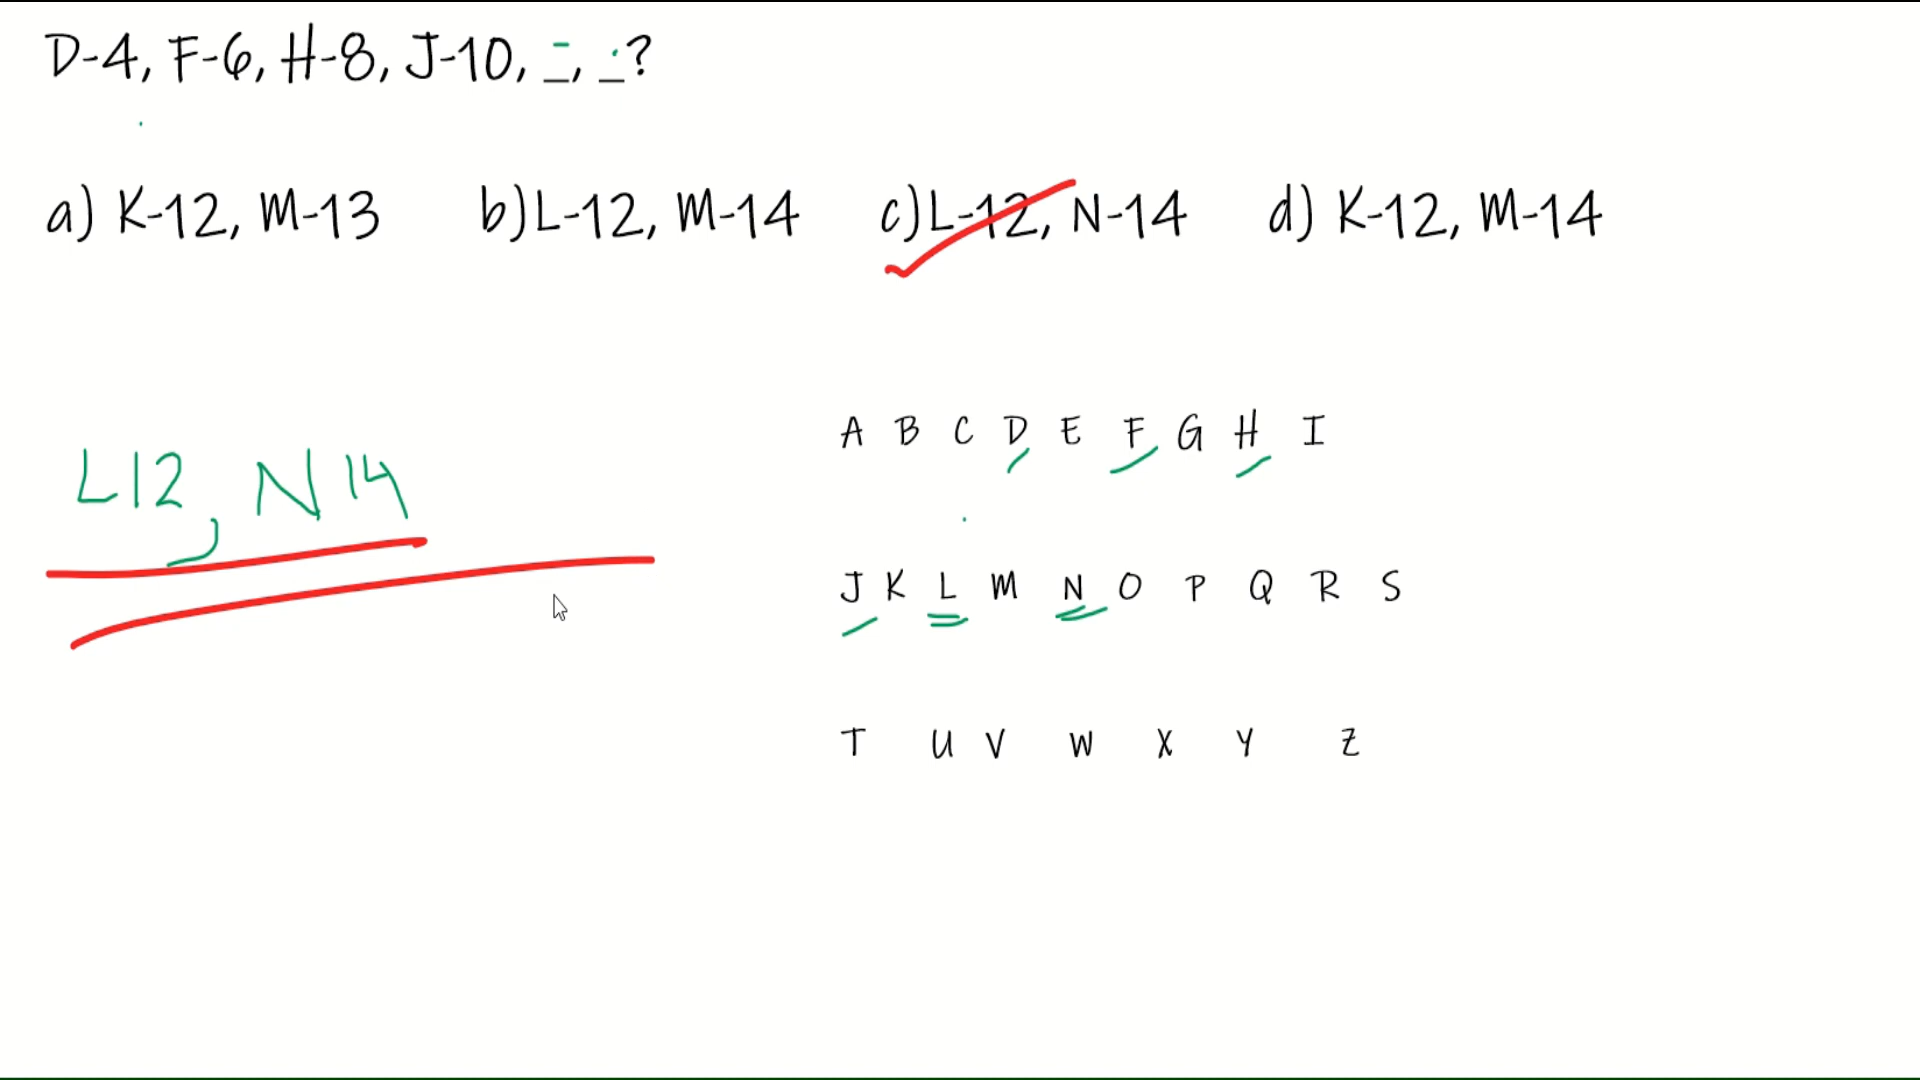 D-4, F-6, H-8, J-10, _, _?
a) K-12, M-13 b) L-12, M-14 c) L-12, N-14 d) K-12, M-14
A B C D E F G H I
L12, N14
J K L M N O P Q R S
T U V W X Y Z